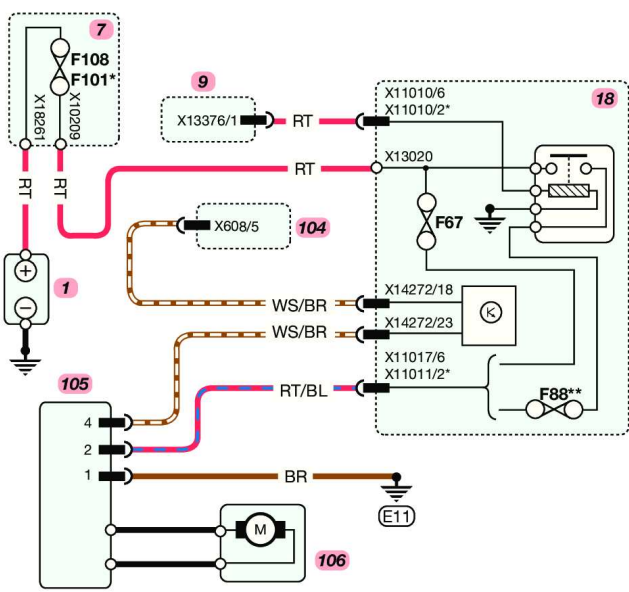 7
F108
F101*
X18261
X10209
9
X13376/1
RT
X11010/6
X11010/2*
18
RT
RT
RT
X13020
F67
X608/5
104
+
−
1
WS/BR
X14272/18
WS/BR
X14272/23
K
X11017/6
X11011/2*
RT/BL
F88**
105
4
2
1
BR
E11
M
106